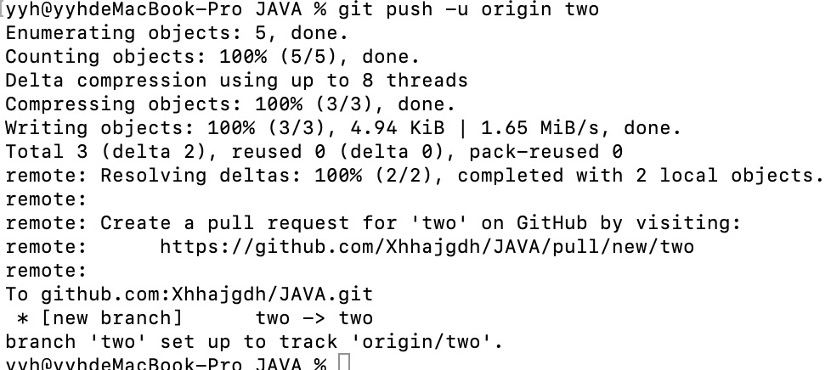 yyh@yyhdeMacBook-Pro JAVA % git push -u origin two
Enumerating objects: 5, done.
Counting objects: 100% (5/5), done.
Delta compression using up to 8 threads
Compressing objects: 100% (3/3), done.
Writing objects: 100% (3/3), 4.94 KiB | 1.65 MiB/s, done.
Total 3 (delta 2), reused 0 (delta 0), pack-reused 0
remote: Resolving deltas: 100% (2/2), completed with 2 local objects.
remote:
remote: Create a pull request for 'two' on GitHub by visiting:
remote:      https://github.com/Xhhajgdh/JAVA/pull/new/two
remote:
To github.com:Xhhajgdh/JAVA.git
 * [new branch]      two -> two
branch 'two' set up to track 'origin/two'.
yyh@yyhdeMacBook-Pro JAVA %